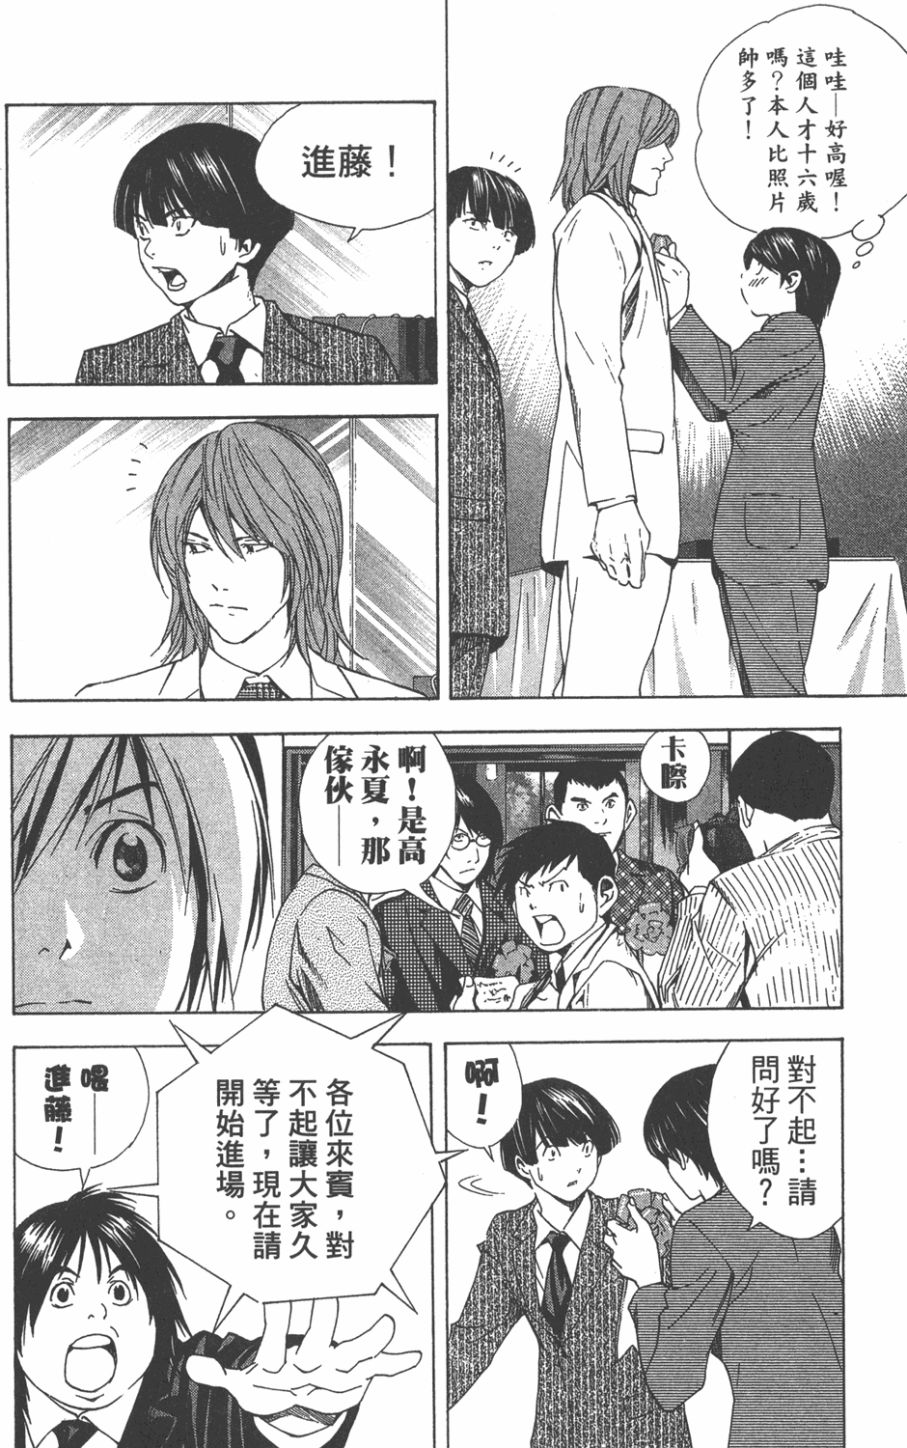 哇哇—好高喔！
這個人才十六歲
嗎？本人比照片
帥多了！
進藤！
卡嚓
啊！是高
永夏，那
傢伙——
對不起…請
問好了嗎？
啊！
各位來賓，對
不起讓大家久
等了，現在請
開始進場。
喂——
進藤！